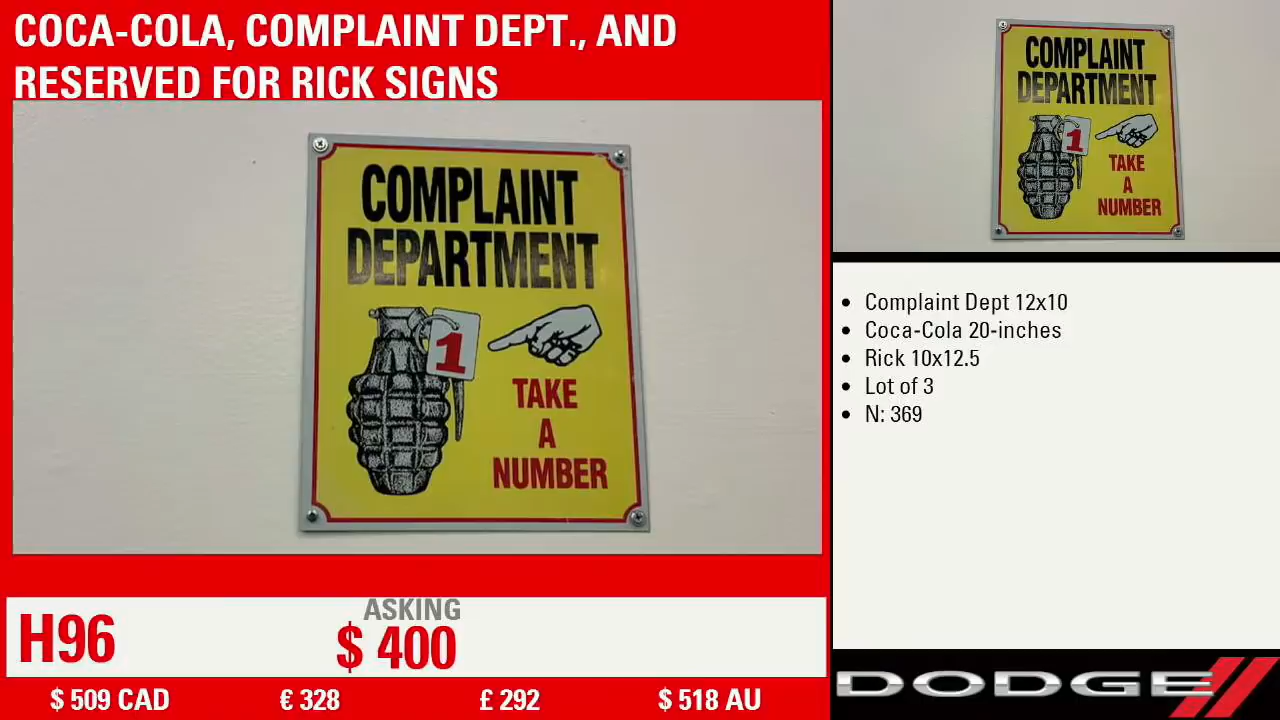 COCA-COLA, COMPLAINT DEPT., AND
RESERVED FOR RICK SIGNS
COMPLAINT
DEPARTMENT
1
TAKE
A
NUMBER
COMPLAINT
DEPARTMENT
1
TAKE
A
NUMBER
• Complaint Dept 12x10
• Coca-Cola 20-inches
• Rick 10x12.5
• Lot of 3
• N: 369
H96
ASKING
$ 400
$ 509 CAD € 328 £ 292 $ 518 AU
DODGE